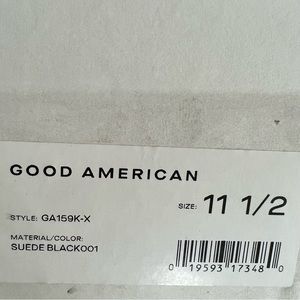 GOOD AMERICAN
SIZE: 11 1/2
STYLE: GA159K-X
MATERIAL/COLOR:
SUEDE BLACK001
0 19593 17348 0